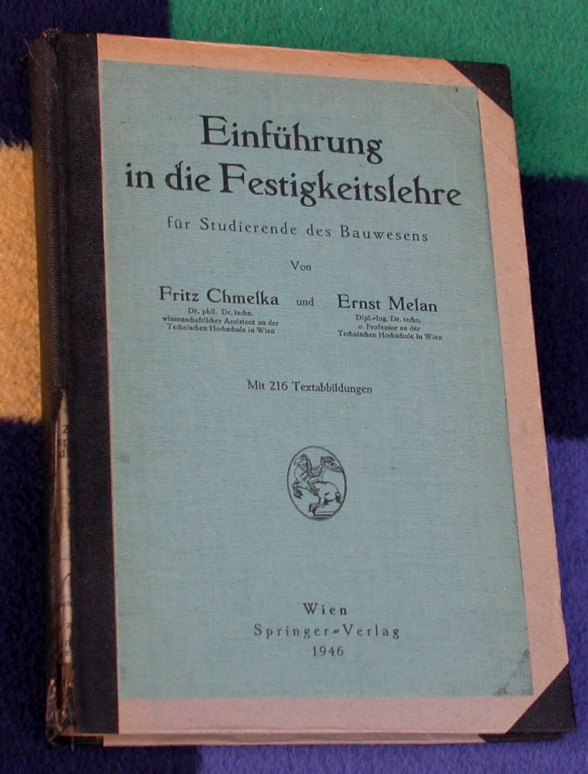 Einführung
in die Festigkeitslehre
für Studierende des Bauwesens
Von
Fritz Chmelka und Ernst Melan
Dr. phil. Dr. techn.
wissenschaftlicher Assistent an der
Technischen Hochschule in Wien
Dipl.-Ing. Dr. techn.
o. Professor an der
Technischen Hochschule in Wien
Mit 216 Textabbildungen
Wien
Springer-Verlag
1946